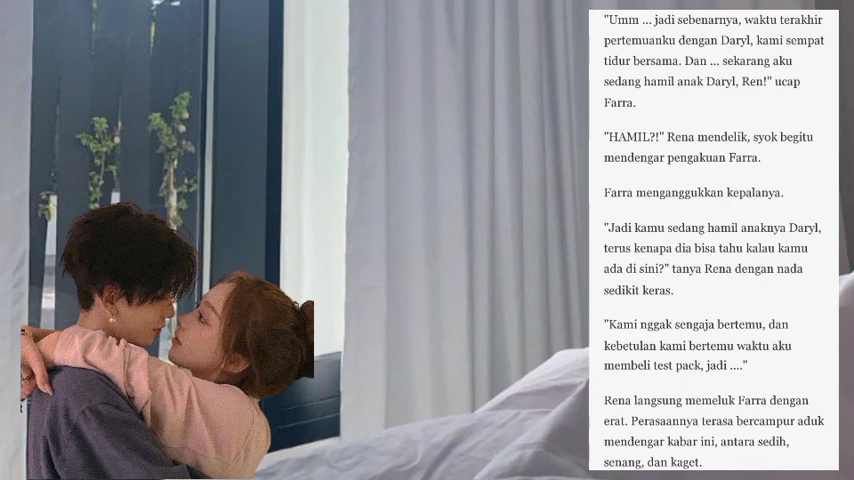 "Umm ... jadi sebenarnya, waktu terakhir
pertemuanku dengan Daryl, kami sempat
tidur bersama. Dan ... sekarang aku
sedang hamil anak Daryl, Ren!" ucap
Farra.
"HAMIL?!" Rena mendelik, syok begitu
mendengar pengakuan Farra.
Farra menganggukkan kepalanya.
"Jadi kamu sedang hamil anaknya Daryl,
terus kenapa dia bisa tahu kalau kamu
ada di sini?" tanya Rena dengan nada
sedikit keras.
"Kami nggak sengaja bertemu, dan
kebetulan kami bertemu waktu aku
membeli test pack, jadi ...."
Rena langsung memeluk Farra dengan
erat. Perasaannya terasa bercampur aduk
mendengar kabar ini, antara sedih,
senang, dan kaget.